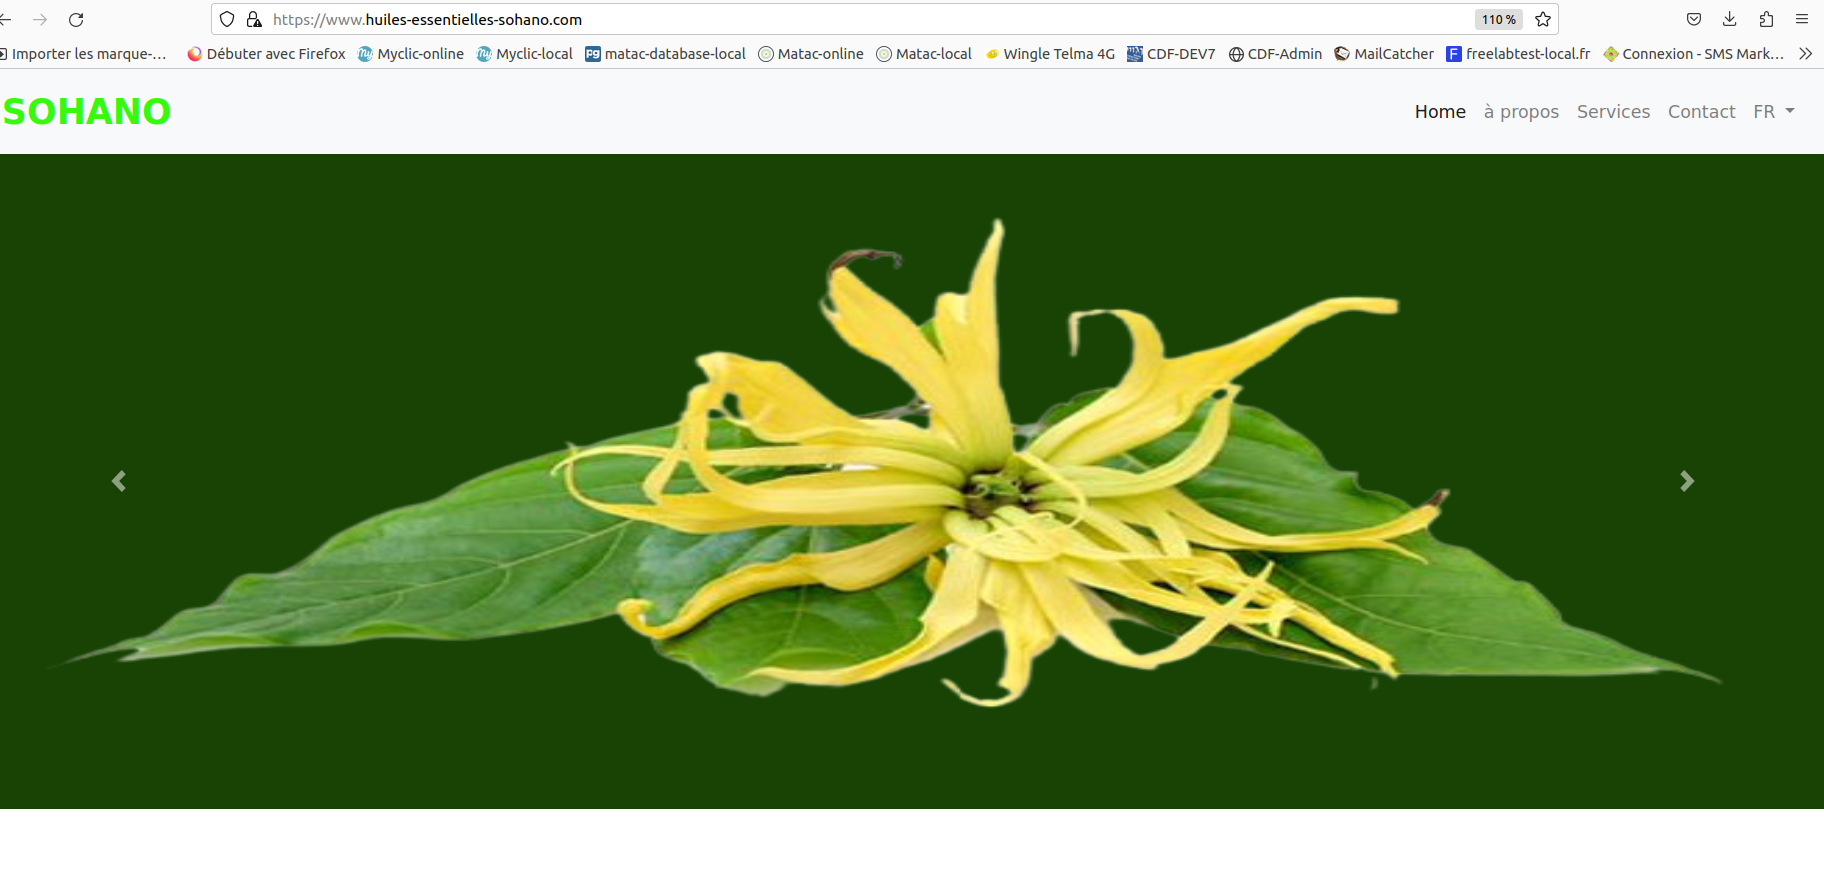 https://www.huiles-essentielles-sohano.com 110 %
Importer les marque-… Débuter avec Firefox Myclic-online Myclic-local matac-database-local Matac-online Matac-local Wingle Telma 4G CDF-DEV7 CDF-Admin MailCatcher freelabtest-local.fr Connexion - SMS Mark…
SOHANO Home à propos Services Contact FR